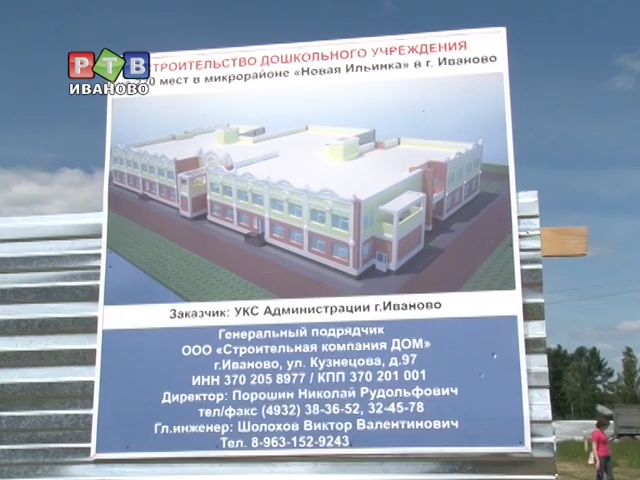 РТВ
ИВАНОВО
СТРОИТЕЛЬСТВО ДОШКОЛЬНОГО УЧРЕЖДЕНИЯ
мест в микрорайоне «Новая Ильинка» в г. Иваново
Заказчик: УКС Администрации г.Иваново
Генеральный подрядчик
ООО «Строительная компания ДОМ»
г.Иваново, ул. Кузнецова, д.97
ИНН 370 205 8977 / КПП 370 201 001
Директор: Порошин Николай Рудольфович
тел/факс (4932) 38-36-52, 32-45-78
Гл.инженер: Шолохов Виктор Валентинович
Тел. 8-963-152-9243